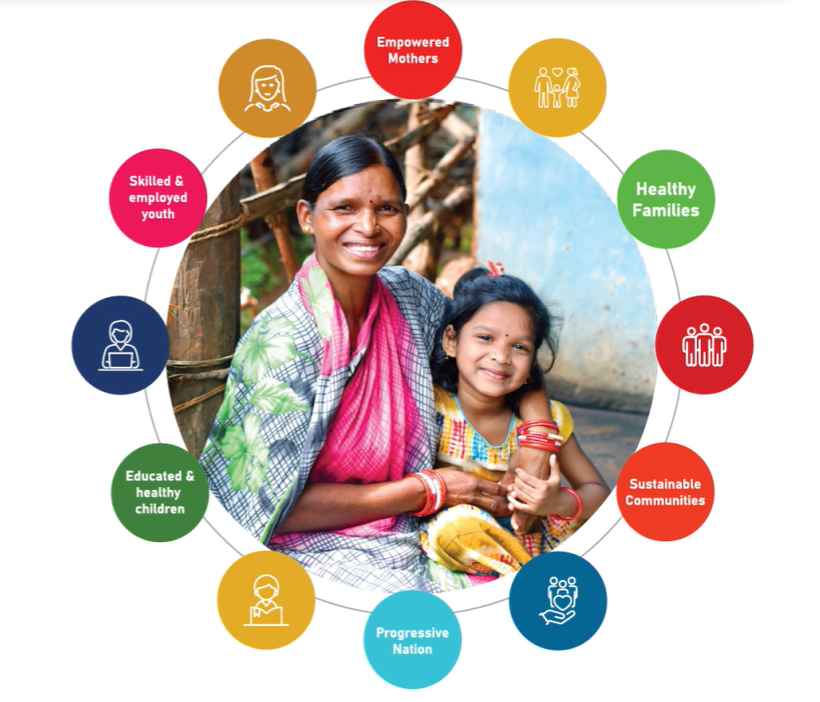 Empowered
Mothers
Healthy
Families
Sustainable
Communities
Progressive
Nation
Educated &
healthy
children
Skilled &
employed
youth